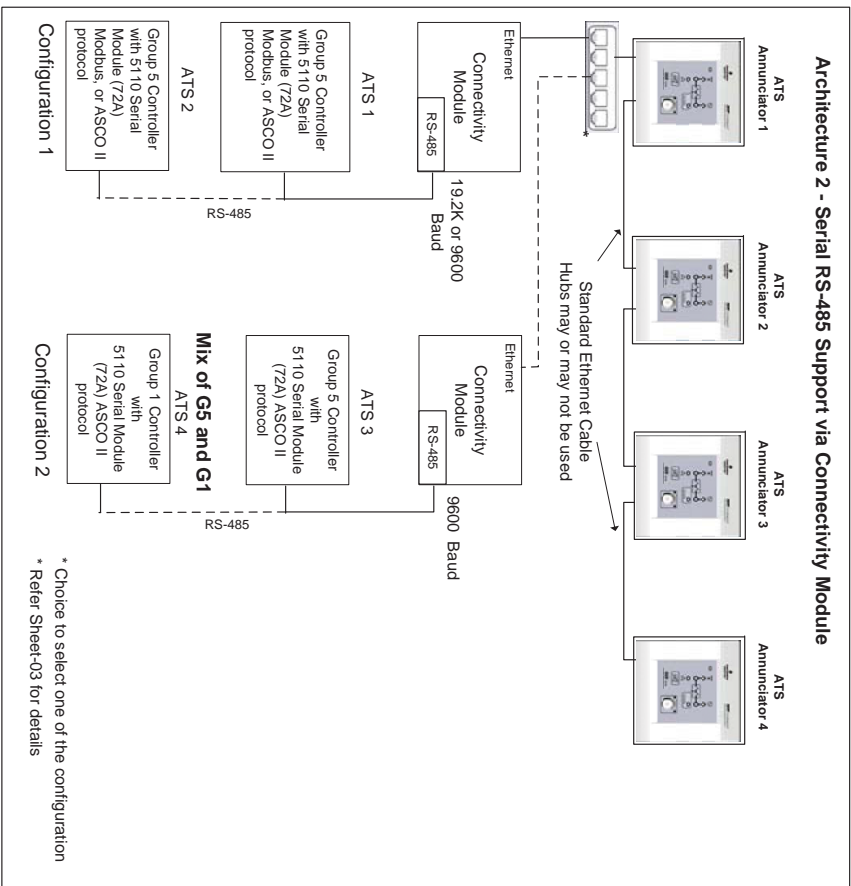 Architecture 2 - Serial RS-485 Support via Connectivity Module
ATS
Annunciator 1
ATS
Annunciator 2
ATS
Annunciator 3
ATS
Annunciator 4
*
Standard Ethernet Cable
Hubs may or may not be used
Ethernet
Connectivity
Module
RS-485
19.2K or 9600
Baud
ATS 1
Group 5 Controller
with 5110 Serial
Module (72A)
Modbus, or ASCO II
protocol
RS-485
ATS 2
Group 5 Controller
with 5110 Serial
Module (72A)
Modbus, or ASCO II
protocol
Configuration 1
Ethernet
Connectivity
Module
RS-485
9600 Baud
ATS 3
Group 5 Controller
with
5110 Serial Module
(72A) ASCO II
protocol
RS-485
Mix of G5 and G1
ATS 4
Group 1 Controller
with
5110 Serial Module
(72A) ASCO II
protocol
Configuration 2
* Choice to select one of the configuration
* Refer Sheet-03 for details